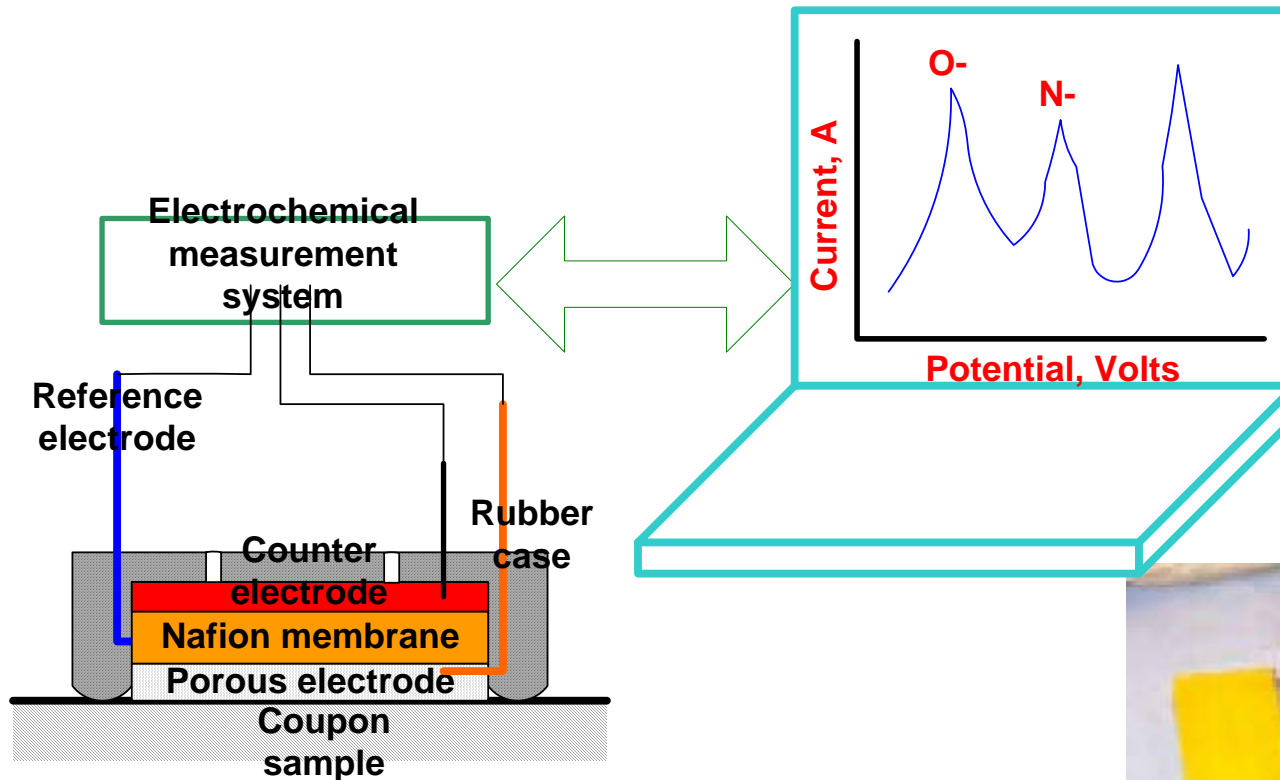 O-
N-
Current, A
Potential, Volts
Electrochemical
measurement
system
Reference
electrode
Rubber
case
Counter
electrode
Nafion membrane
Porous electrode
Coupon
sample